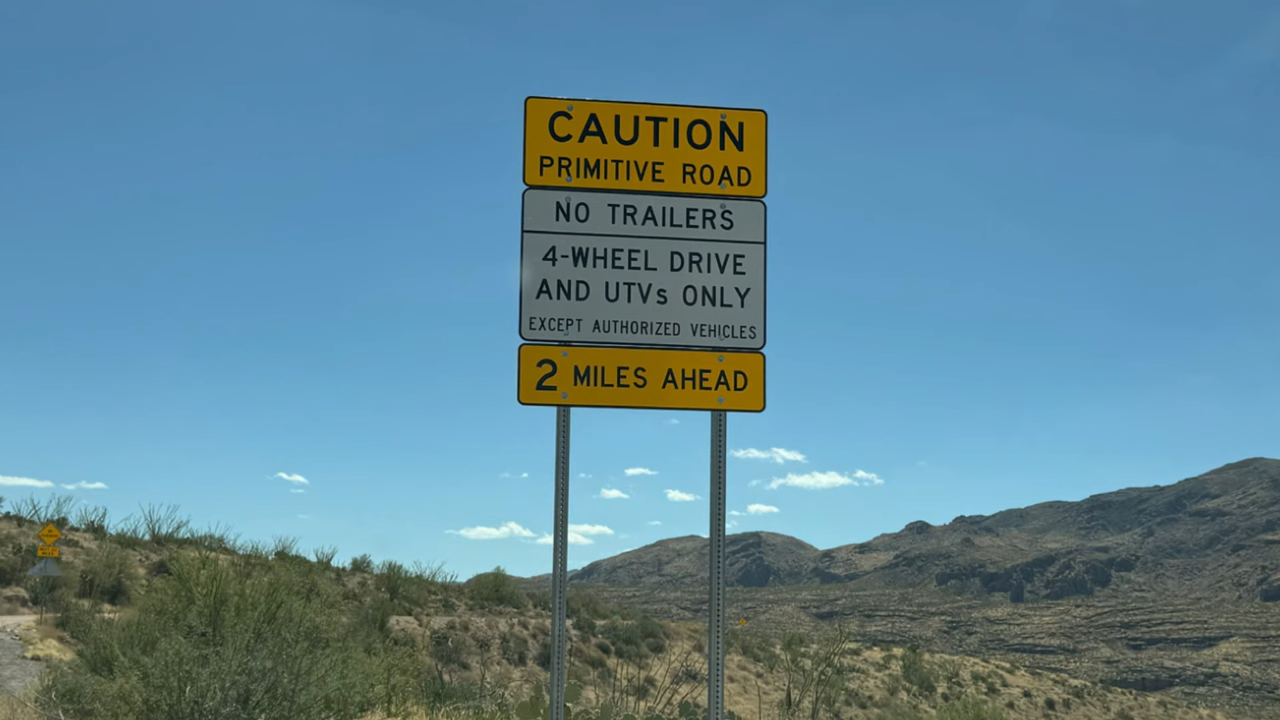 CAUTION
PRIMITIVE ROAD
NO TRAILERS
4-WHEEL DRIVE
AND UTVs ONLY
EXCEPT AUTHORIZED VEHICLES
2 MILES AHEAD